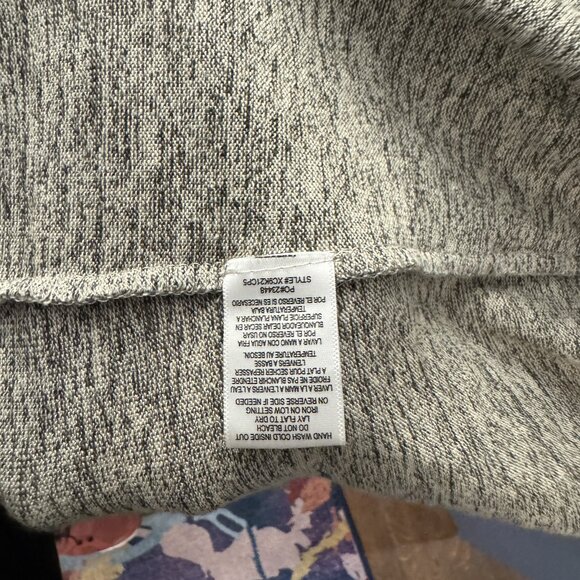 HAND WASH COLD INSIDE OUT
DO NOT BLEACH
LAY FLAT TO DRY
IRON ON LOW SETTING
ON REVERSE SIDE IF NEEDED
LAVER A LA MAIN A L'ENVERS A L'EAU
FROIDE NE PAS BLANCHIR ETENDRE
A PLAT POUR SECHER REPASSER
L'ENVERS A BASSE
TEMPERATURE AU BESOIN.
LAVAR A MANO CON AGUA FRIA
POR EL REVERSO NO USAR
BLANQUEADOR DEJAR SECAR EN
SUPERFICIE PLANA PLANCHAR A
TEMPERATURA BAJA
POR EL REVERSO SI ES NECESARIO
PO#23448
STYLE# XC9K21CP5